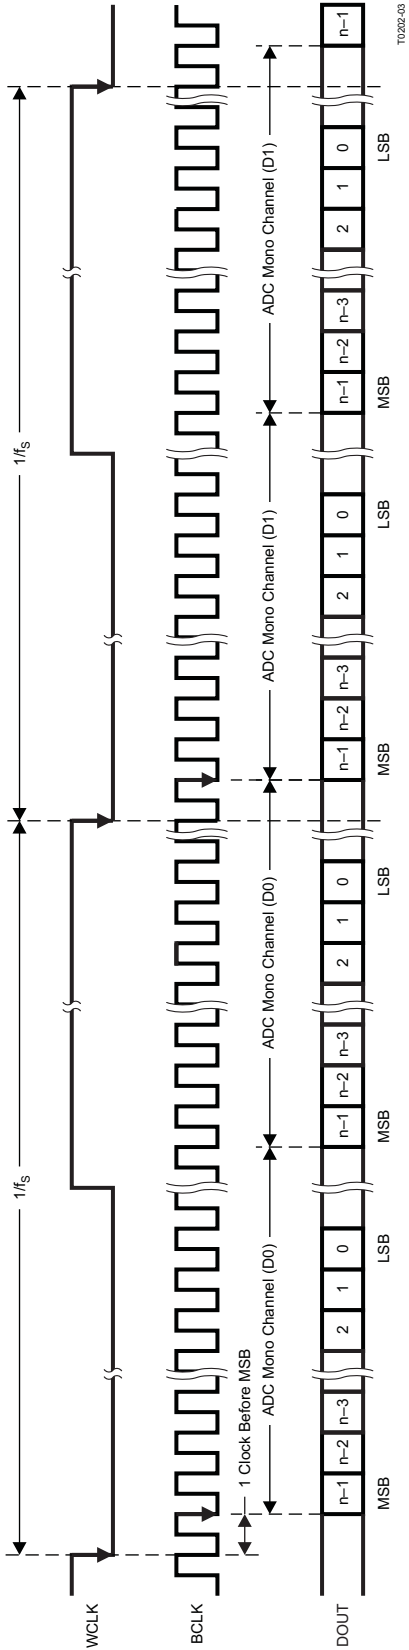 1/fS 1/fS
WCLK
BCLK
1 Clock Before MSB
ADC Mono Channel (D0) ADC Mono Channel (D0) ADC Mono Channel (D1) ADC Mono Channel (D1)
DOUT n–1 n–2 n–3 2 1 0 n–1 n–2 n–3 2 1 0 n–1 n–2 n–3 2 1 0 n–1 n–2 n–3 2 1 0 n–1
MSB LSB MSB LSB MSB LSB MSB LSB
T0202-03